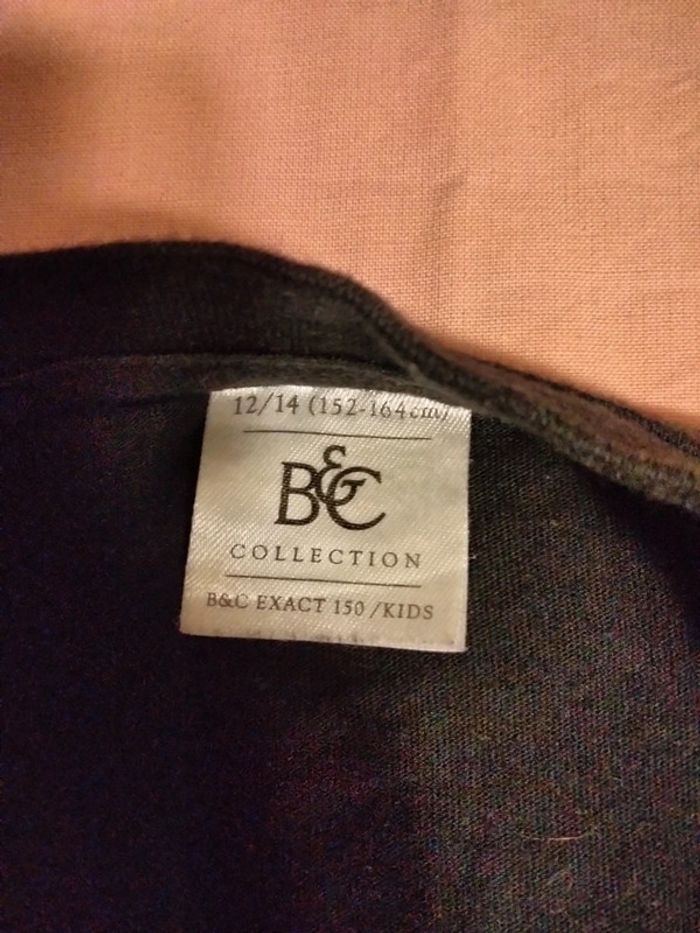 12/14 (152-164cm)
B&C
COLLECTION
B&C EXACT 150 /KIDS